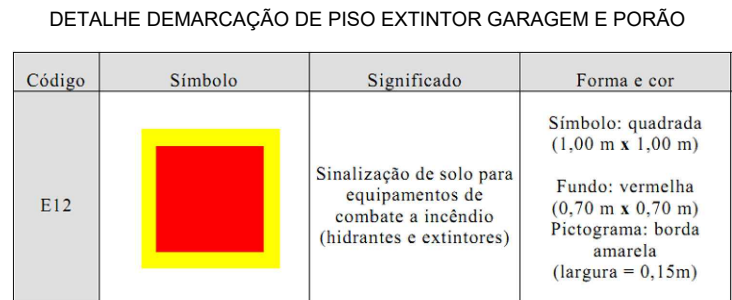 DETALHE DEMARCAÇÃO DE PISO EXTINTOR GARAGEM E PORÃO
Código
Símbolo
Significado
Forma e cor
E12
Sinalização de solo para
equipamentos de
combate a incêndio
(hidrantes e extintores)
Símbolo: quadrada
(1,00 m x 1,00 m)
Fundo: vermelha
(0,70 m x 0,70 m)
Pictograma: borda
amarela
(largura = 0,15m)